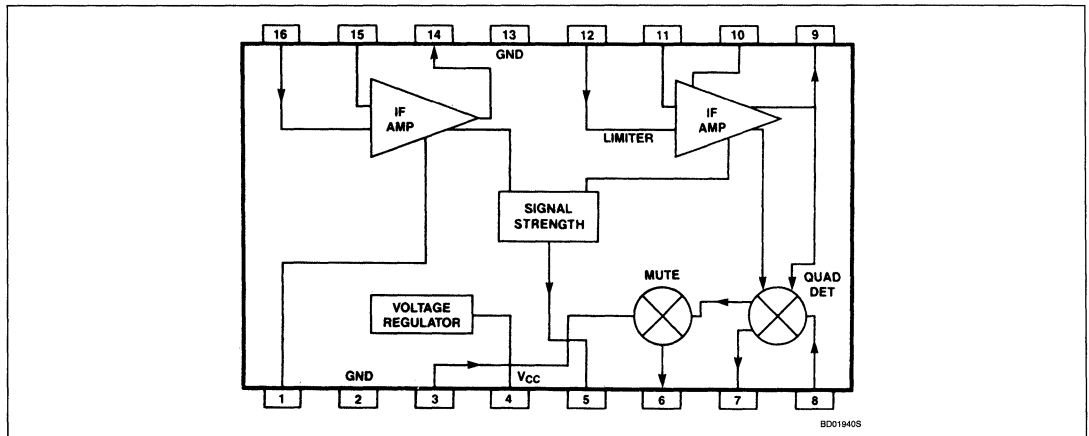 16 15 14 13 12 11 10 9
GND
IF
AMP
IF
AMP
LIMITER
SIGNAL
STRENGTH
MUTE
QUAD
DET
VOLTAGE
REGULATOR
GND
VCC
1 2 3 4 5 6 7 8
BD01940S